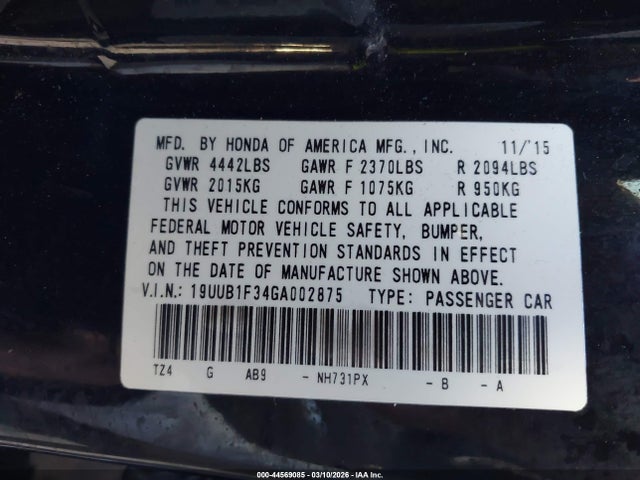 MFD. BY HONDA OF AMERICA MFG., INC. 11/'15
GVWR 4442LBS GAWR F 2370LBS R 2094LBS
GVWR 2015KG GAWR F 1075KG R 950KG
THIS VEHICLE CONFORMS TO ALL APPLICABLE
FEDERAL MOTOR VEHICLE SAFETY, BUMPER,
AND THEFT PREVENTION STANDARDS IN EFFECT
ON THE DATE OF MANUFACTURE SHOWN ABOVE.
V.I.N.: 19UUB1F34GA002875 TYPE: PASSENGER CAR
TZ4 G AB9 - NH731PX - B - A
000-44569085 - 03/10/2026 - IAA Inc.